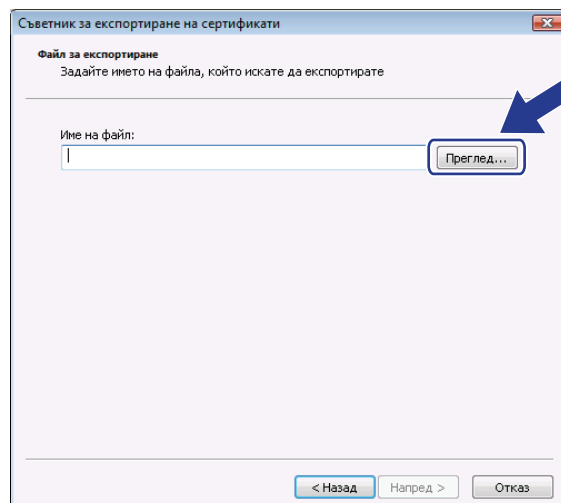 Съветник за експортиране на сертификати
Файл за експортиране
Задайте името на файла, който искате да експортирате
Име на файл:
Преглед...
< Назад
Напред >
Отказ